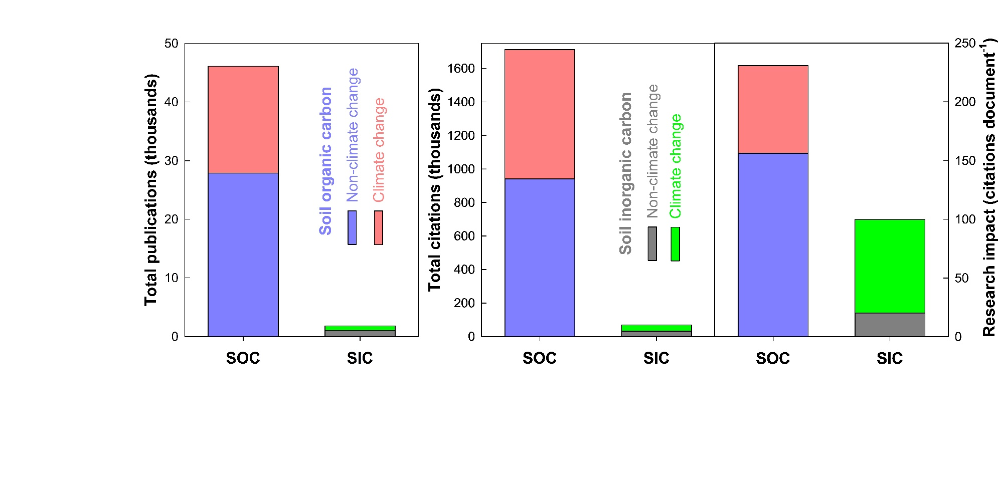 Total publications (thousands)
50
40
30
20
10
0
SOC
SIC
Soil organic carbon
Non-climate change
Climate change
Total citations (thousands)
1600
1400
1200
1000
800
600
400
200
0
SOC
SIC
Soil inorganic carbon
Non-climate change
Climate change
SOC
SIC
250
200
150
100
50
0
Research impact (citations document⁻¹)